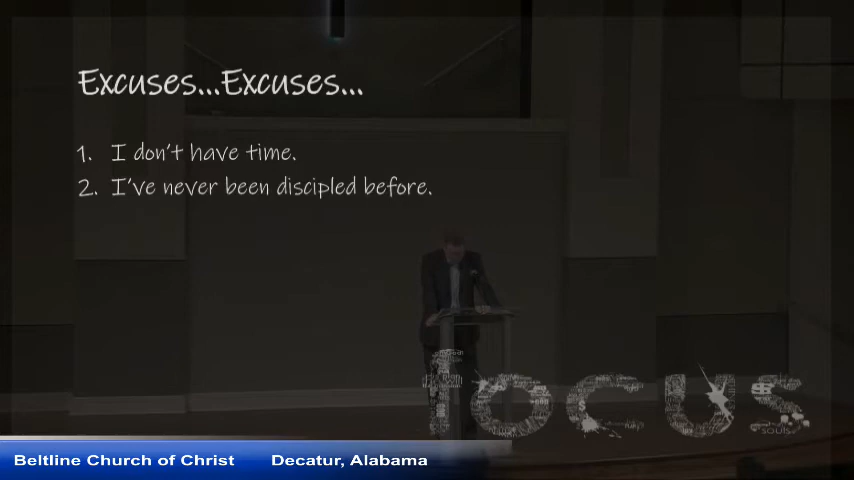 Excuses...Excuses...
1. I don't have time.
2. I've never been discipled before.
focus
SOULS
Beltline Church of Christ Decatur, Alabama